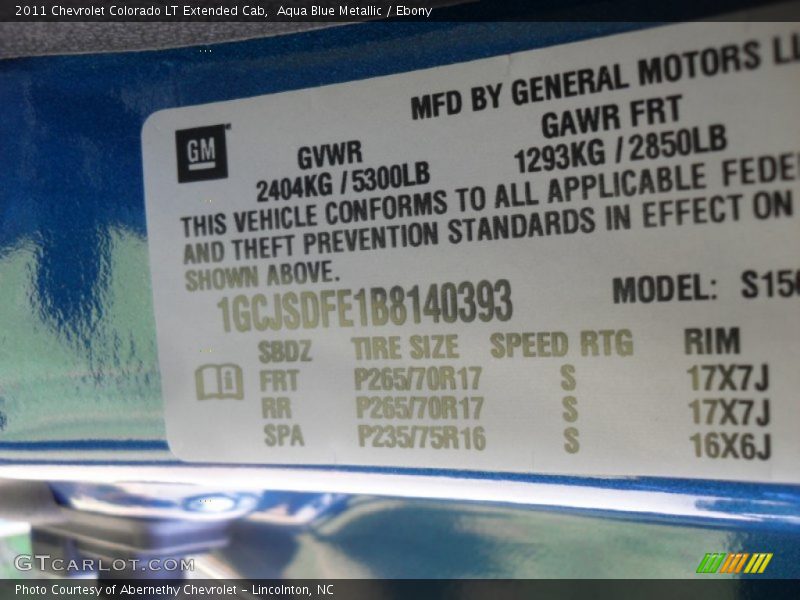 2011 Chevrolet Colorado LT Extended Cab,  Aqua Blue Metallic / Ebony
MFD BY GENERAL MOTORS LL
GM
GVWR
GAWR FRT
2404KG / 5300LB
1293KG / 2850LB
THIS VEHICLE CONFORMS TO ALL APPLICABLE FEDE
AND THEFT PREVENTION STANDARDS IN EFFECT ON
SHOWN ABOVE.
1GCJSDFE1B8140393
MODEL: S150
SBDZ TIRE SIZE SPEED RTG RIM
FRT P265/70R17 S 17X7J
RR P265/70R17 S 17X7J
SPA P235/75R16 S 16X6J
GTCARLOT.COM
Photo Courtesy of Abernethy Chevrolet – Lincolnton, NC